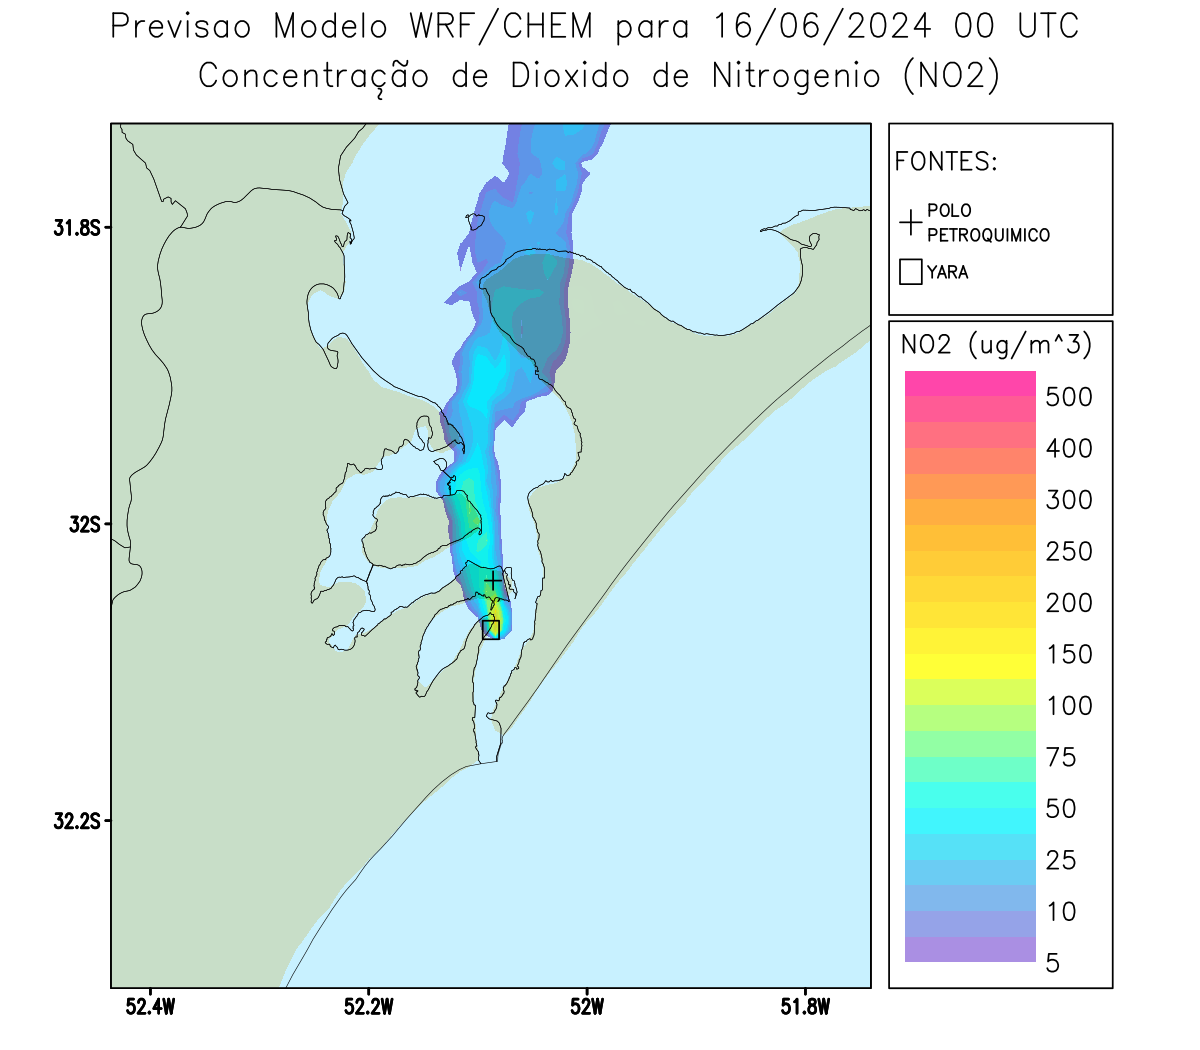 Previsao Modelo WRF/CHEM para 16/06/2024 00 UTC
Concentração de Dioxido de Nitrogenio (NO2)
FONTES:
POLO
PETROQUIMICO
YARA
NO2 (ug/m^3)
500
400
300
250
200
150
100
75
50
25
10
5
31.8S
32S
32.2S
52.4W
52.2W
52W
51.8W